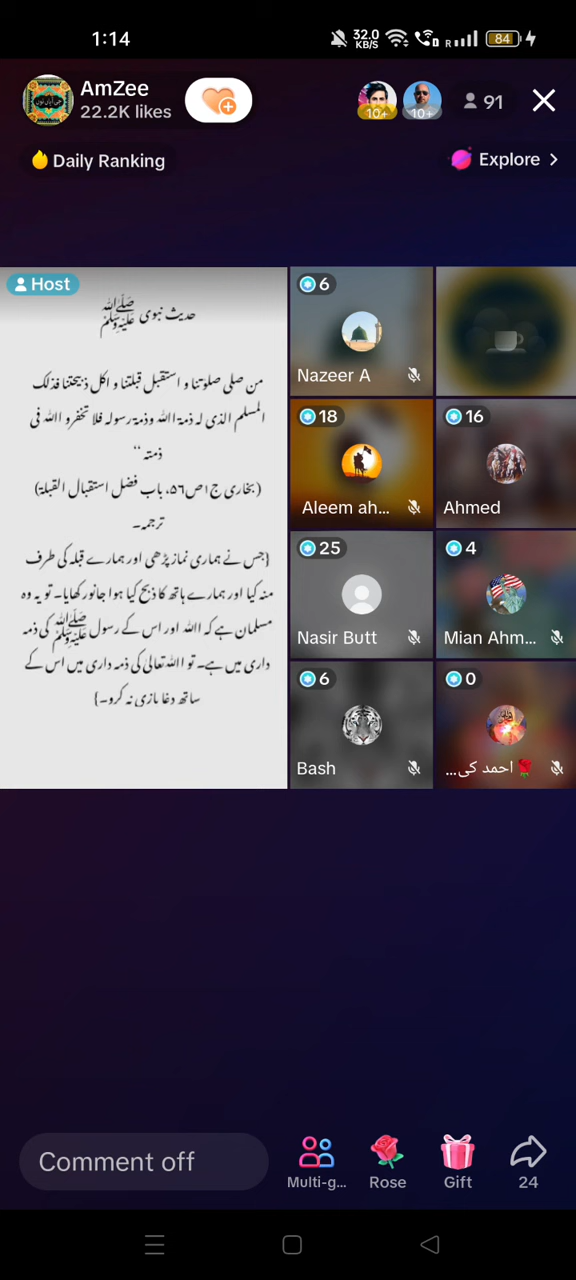 1:14
32.0
KB/S
R
84
AmZee
22.2K likes
10+
10+
91
Daily Ranking
Explore
Host
حدیث نبوی ﷺ
من صلی صلوتنا و استقبل قبلتنا و اکل ذبیحتنا فذلک
المسلم الذی لہ ذمۃ اﷲ وذمۃ رسولہ فلا تخفرو اﷲ فی
ذمتہ‘‘
(بخاری ج ۱ ص ۵۶، باب فضل استقبال القبلۃ)
ترجمہ۔
{جس نے ہماری نماز پڑھی اور ہمارے قبلہ کی طرف
منہ کیا اور ہمارے ہاتھ کا ذبح کیا ہوا جانور کھایا۔ تو یہ وہ
مسلمان ہے کہ اﷲ اور اس کے رسول ﷺ کی ذمہ
داری میں ہے۔ تو اﷲ تعالیٰ کی ذمہ داری میں اس کے
ساتھ دغا بازی نہ کرو۔}
6
Nazeer A
18
Aleem ah...
16
Ahmed
25
Nasir Butt
4
Mian Ahm...
6
Bash
0
🌹احمد کی...
Comment off
Multi-g...
Rose
Gift
24